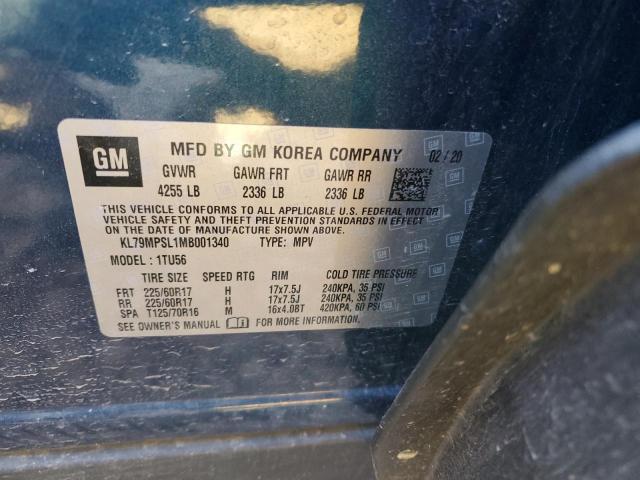 GM
MFD BY GM KOREA COMPANY 02 / 20
GVWR GAWR FRT GAWR RR
4255 LB 2336 LB 2336 LB
THIS VEHICLE CONFORMS TO ALL APPLICABLE U.S. FEDERAL MOTOR
VEHICLE SAFETY AND THEFT PREVENTION STANDARDS IN EFFECT
ON THE DATE OF MANUFACTURE SHOWN ABOVE.
KL79MPSL1MB001340 TYPE: MPV
MODEL : 1TU56
TIRE SIZE SPEED RTG RIM COLD TIRE PRESSURE
FRT 225/60R17 H 17x7.5J 240KPA, 35 PSI
RR 225/60R17 H 17x7.5J 240KPA, 35 PSI
SPA T125/70R16 M 16x4.0BT 420KPA, 60 PSI
SEE OWNER'S MANUAL FOR MORE INFORMATION.